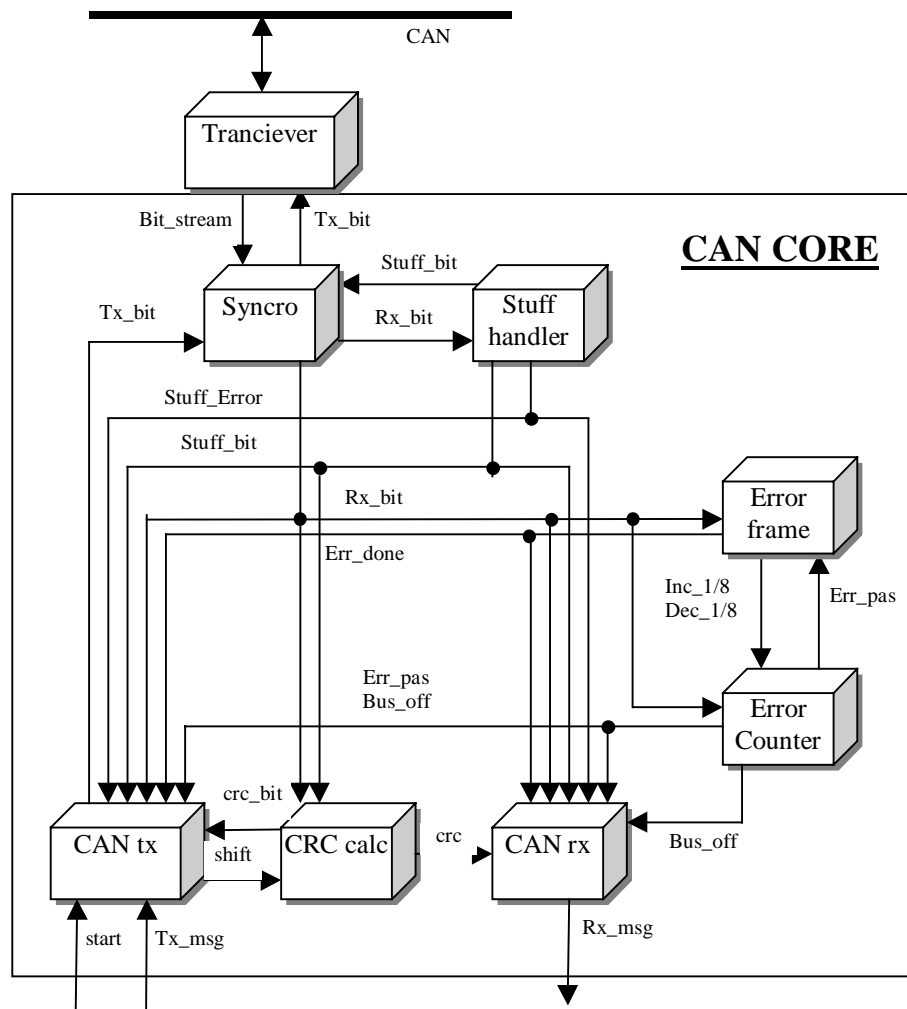 CAN
Tranciever
Bit_stream
Tx_bit
CAN CORE
Stuff_bit
Syncro
Stuff
handler
Tx_bit
Rx_bit
Stuff_Error
Stuff_bit
Rx_bit
Error
frame
Err_done
Inc_1/8
Dec_1/8
Err_pas
Err_pas
Bus_off
Error
Counter
crc_bit
CAN tx
shift
CRC calc
crc
CAN rx
Bus_off
start
Tx_msg
Rx_msg